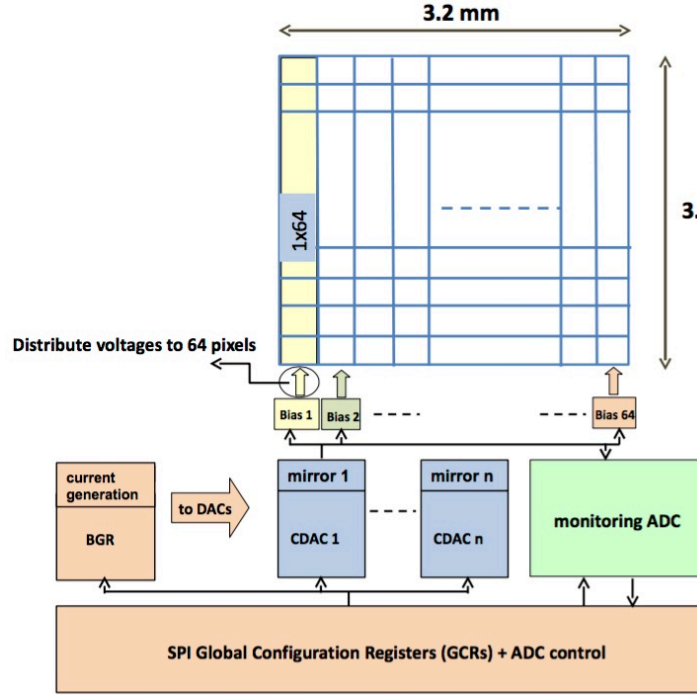 3.2 mm
3.
1x64
Distribute voltages to 64 pixels
Bias 1
Bias 2
Bias 64
current
generation
BGR
to DACs
mirror 1
CDAC 1
mirror n
CDAC n
monitoring ADC
SPI Global Configuration Registers (GCRs) + ADC control